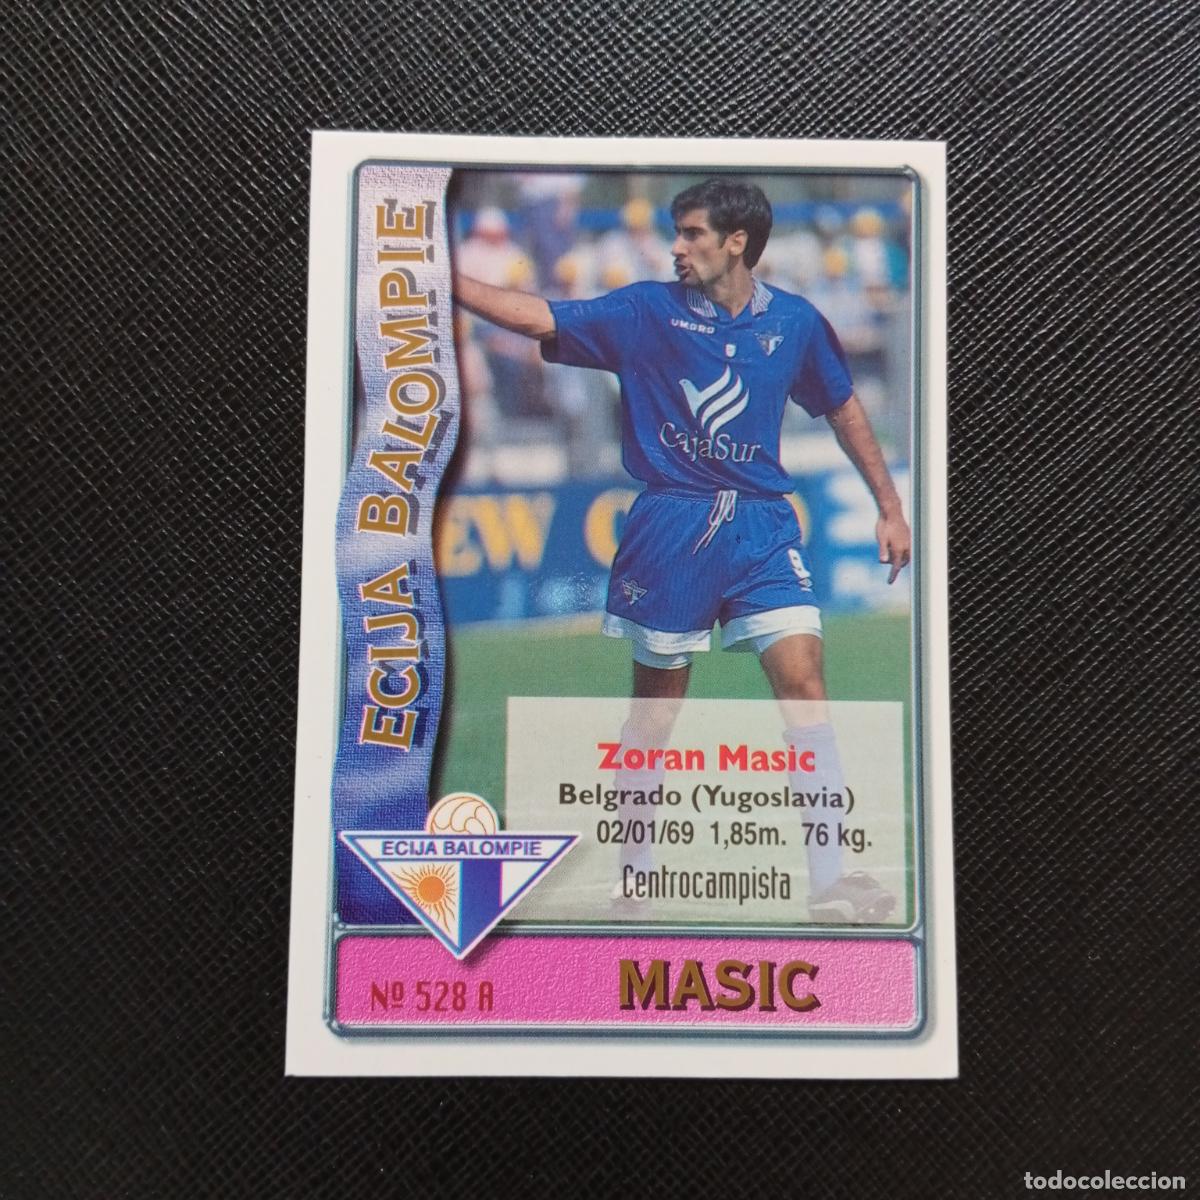 ECIJA BALOMPIE
UMBRO
CajaSur
EW C
9
Zoran Masic
Belgrado (Yugoslavia)
02/01/69 1,85m. 76 kg.
Centrocampista
ECIJA BALOMPIE
Nº 528 A
MASIC
todocoleccion